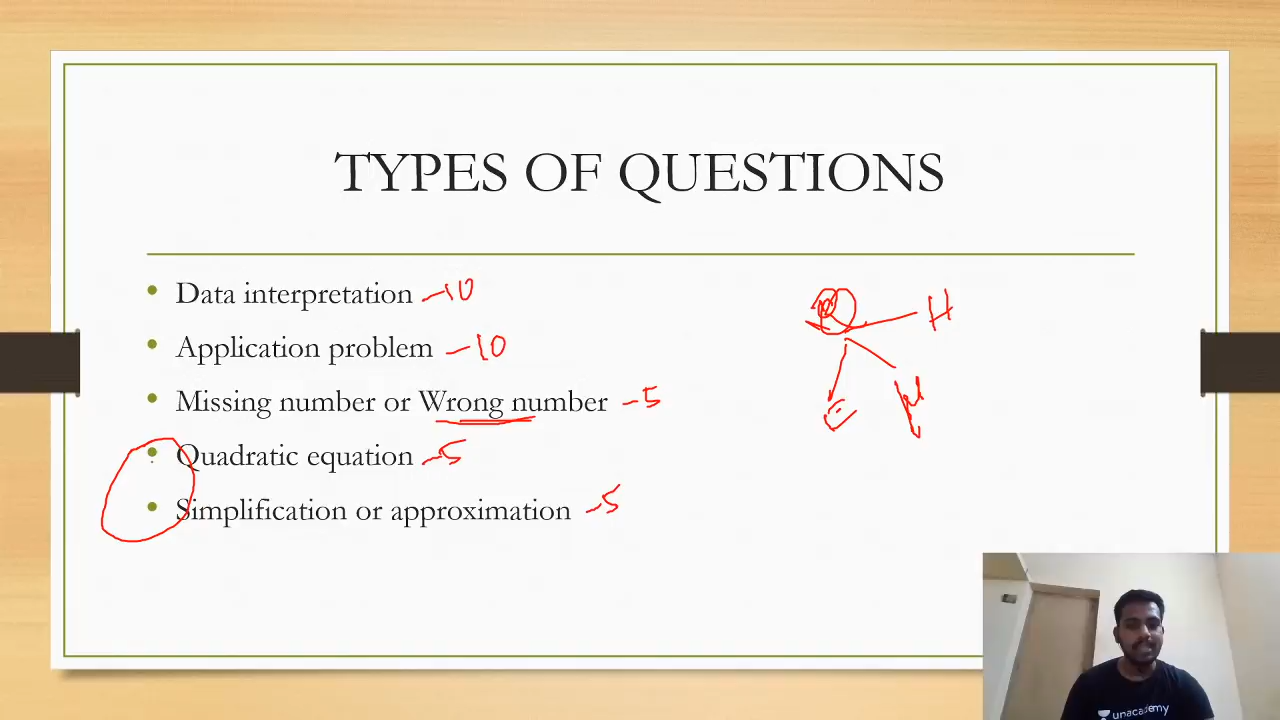 TYPES OF QUESTIONS
• Data interpretation -10
• Application problem -10
• Missing number or Wrong number -5
• Quadratic equation -5
• Simplification or approximation -5
H
E
M
unacademy